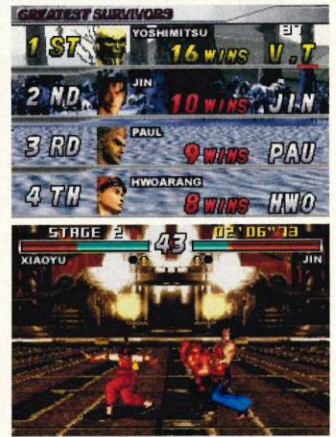 GREATEST SURVIVORS
37
1 ST YOSHIMITSU 16 WINS V.T
2 ND JIN 10 WINS JIN
3 RD PAUL 9 WINS PAU
4 TH HWOARANG 8 WINS HWO
STAGE 2 43 02'06"73
XIAOYU JIN